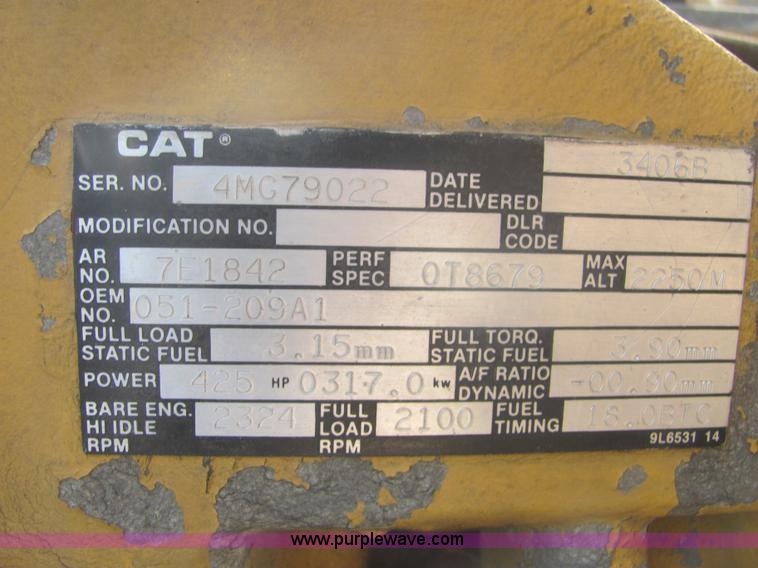 CAT®
3406B
SER. NO. 4MG79022 DATE DELIVERED
MODIFICATION NO. DLR CODE
AR NO. 7E1842 PERF SPEC 0T8679 MAX ALT 2250M
OEM NO. 051-209A1
FULL LOAD STATIC FUEL 3.15mm FULL TORQ. STATIC FUEL 3.90mm
POWER 425 HP 0317.0 kw A/F RATIO DYNAMIC -00.90mm
BARE ENG. HI IDLE RPM 2324 FULL LOAD RPM 2100 FUEL TIMING 18.0BTC
9L6531 14
www.purplewave.com